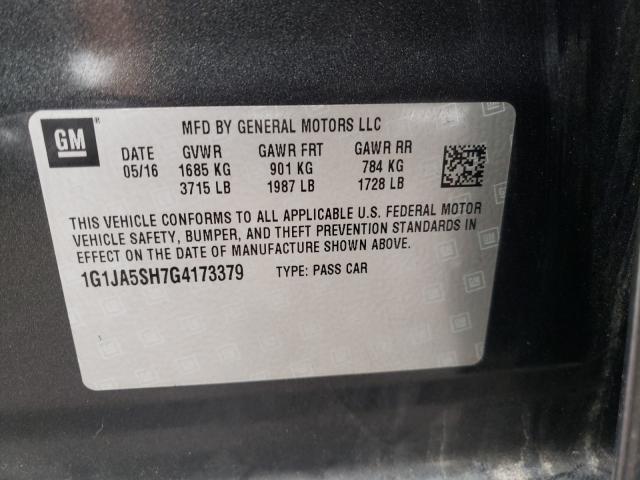 GM ®
MFD BY GENERAL MOTORS LLC
DATE GVWR GAWR FRT GAWR RR
05/16 1685 KG 901 KG 784 KG
3715 LB 1987 LB 1728 LB
THIS VEHICLE CONFORMS TO ALL APPLICABLE U.S. FEDERAL MOTOR
VEHICLE SAFETY, BUMPER, AND THEFT PREVENTION STANDARDS IN
EFFECT ON THE DATE OF MANUFACTURE SHOWN ABOVE.
1G1JA5SH7G4173379 TYPE: PASS CAR